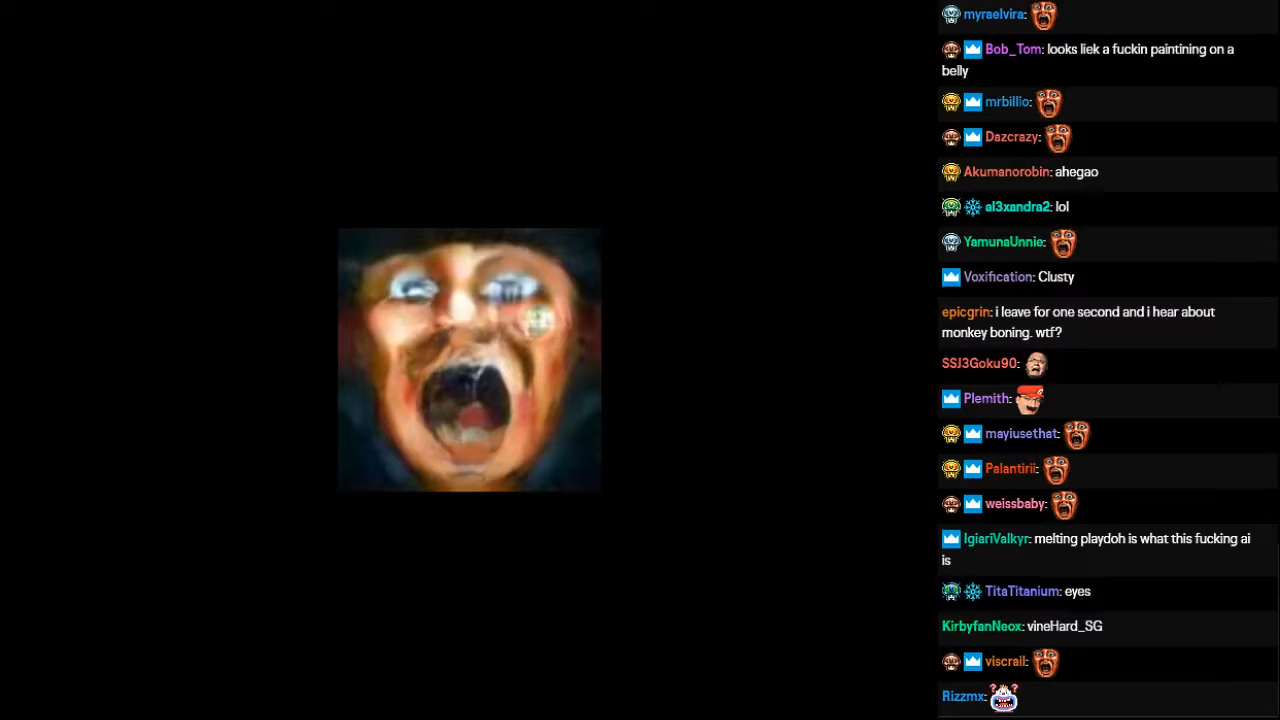 myraelvira:
Bob_Tom: looks liek a fuckin paintining on a
belly
mrbillio:
Dazcrazy:
Akumanorobin: ahegao
al3xandra2: lol
YamunaUnnie:
Voxification: Clusty
epicgrin: i leave for one second and i hear about
monkey boning. wtf?
SSJ3Goku90:
Plemith:
mayiusethat:
Palantirii:
weissbaby:
IgiariValkyr: melting playdoh is what this fucking ai
is
TitaTitanium: eyes
KirbyfanNeox: vineHard_SG
viscrail:
Rizzmx: